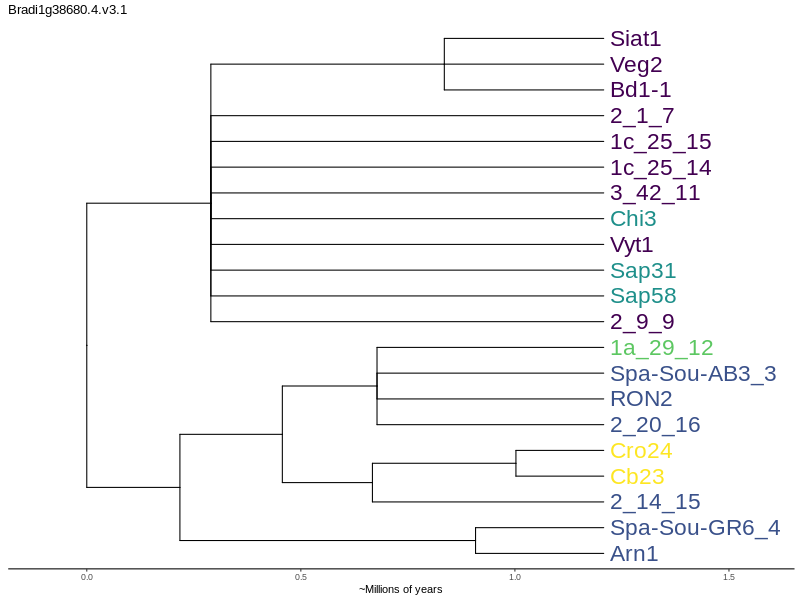 Bradi1g38680.4.v3.1
Siat1
Veg2
Bd1-1
2_1_7
1c_25_15
1c_25_14
3_42_11
Chi3
Vyt1
Sap31
Sap58
2_9_9
1a_29_12
Spa-Sou-AB3_3
RON2
2_20_16
Cro24
Cb23
2_14_15
Spa-Sou-GR6_4
Arn1
0.0 0.5 1.0 1.5
~Millions of years